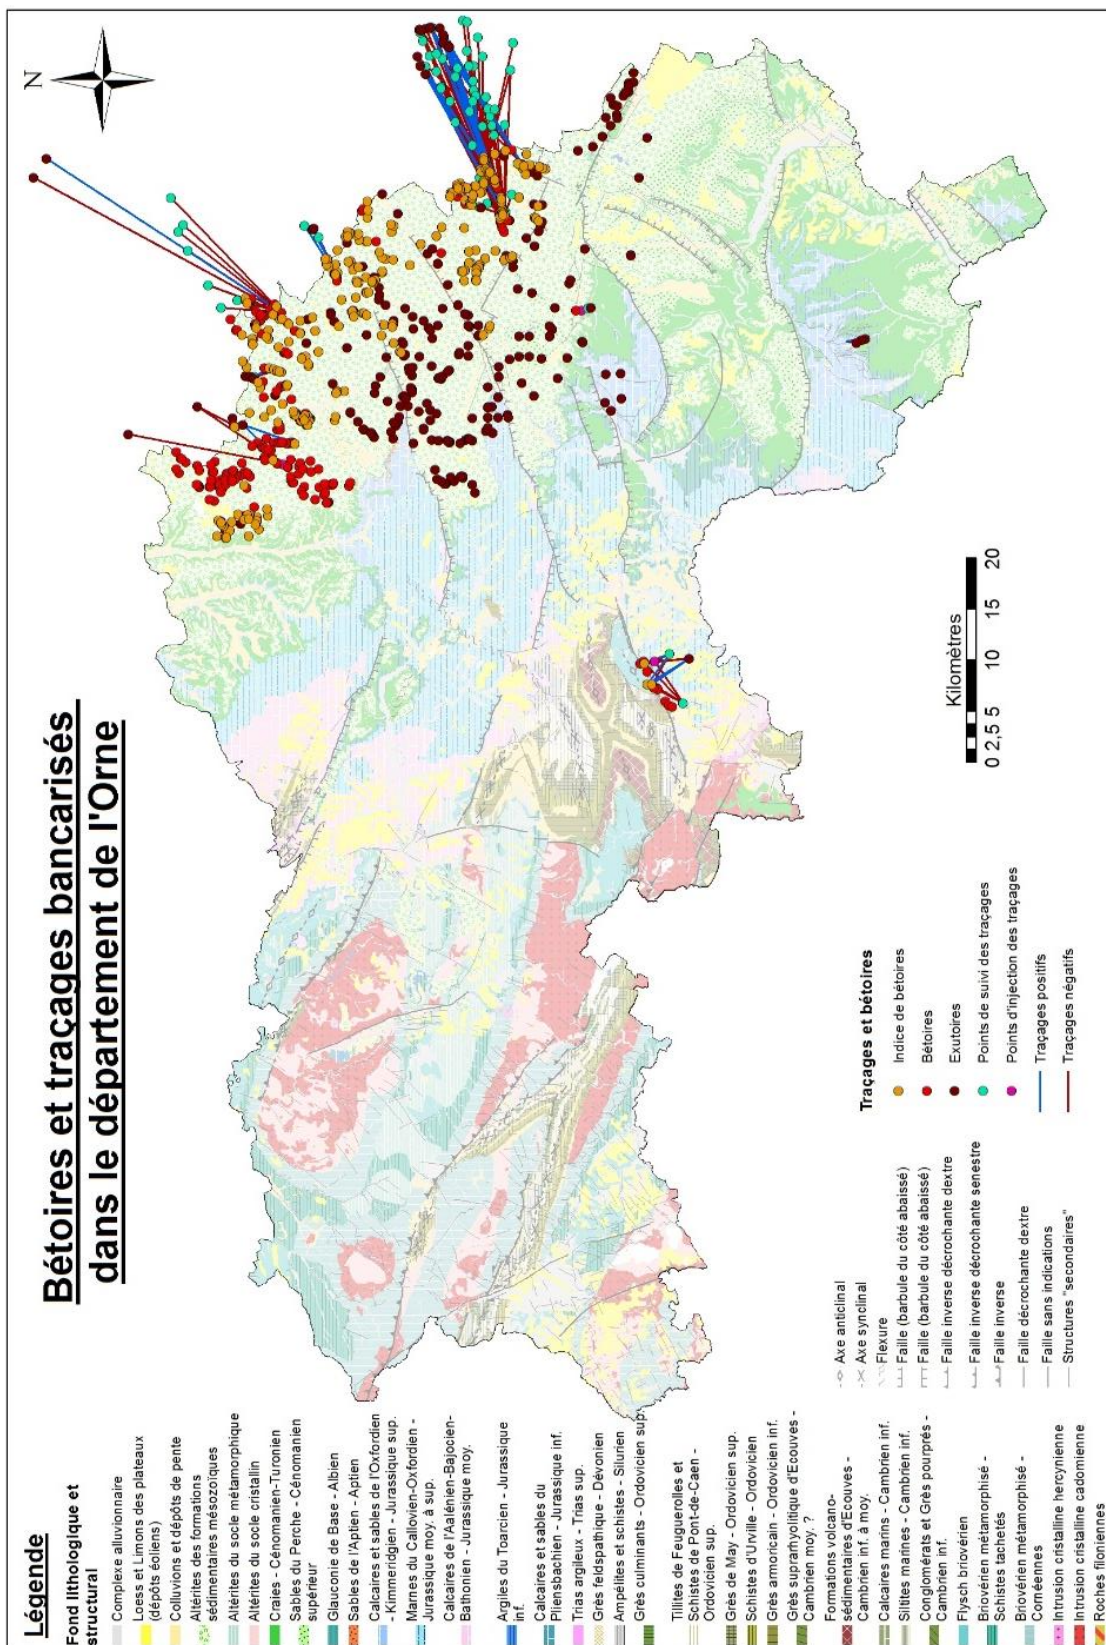 Bétoires et traçages bancarisés
dans le département de l'Orne
N
Légende
Fond lithologique et
structural
Complexe alluvionnaire
Loess et Limons des plateaux
(dépôts éoliens)
Colluvions et dépôts de pente
Altérites des formations
sédimentaires mésozoïques
Altérites du socle métamorphique
Altérites du socle cristallin
Craies - Cénomanien-Turonien
Sables du Perche - Cénomanien
supérieur
Glauconie de Base - Albien
Sables de l'Aptien - Aptien
Calcaires et sables de l'Oxfordien
- Kimmeridgien - Jurassique sup.
Marnes du Callovien-Oxfordien -
Jurassique moy. à sup.
Calcaires de l'Aalénien-Bajocien-
Bathonien - Jurassique moy.
Argiles du Toarcien - Jurassique
inf.
Calcaires et sables du
Pliensbachien - Jurassique inf.
Trias argileux - Trias sup.
Grès feldspathique - Dévonien
Ampélites et schistes - Silurien
Grès culminants - Ordovicien sup.
Tillites de Feuguerolles et
Schistes de Pont-de-Caen -
Ordovicien sup.
Grès de May - Ordovicien sup.
Schistes d'Urville - Ordovicien
Grès armoricain - Ordovicien inf.
Grès suprarhyolitique d'Ecouves -
Cambrien moy. ?
Formations volcano-
sédimentaires d'Ecouves -
Cambrien inf. à moy.
Calcaires marins - Cambrien inf.
Siltites marines - Cambrien inf.
Conglomérats et Grès pourprés -
Cambrien inf.
Flysch briovérien
Briovérien métamorphisé -
Schistes tachetés
Briovérien métamorphisé -
Cornéennes
Intrusion cristalline hercynienne
Intrusion cristalline cadomienne
Roches filoniennes
Axe anticlinal
Axe synclinal
Flexure
Faille (barbule du côté abaissé)
Faille (barbule du côté abaissé)
Faille inverse décrochante dextre
Faille inverse décrochante senestre
Faille inverse
Faille décrochante dextre
Faille sans indications
Structures "secondaires"
Traçages et bétoires
Indice de bétoires
Bétoires
Exutoires
Points de suivi des traçages
Points d'injection des traçages
Traçages positifs
Traçages négatifs
Kilomètres
0 2,5 5 10 15 20